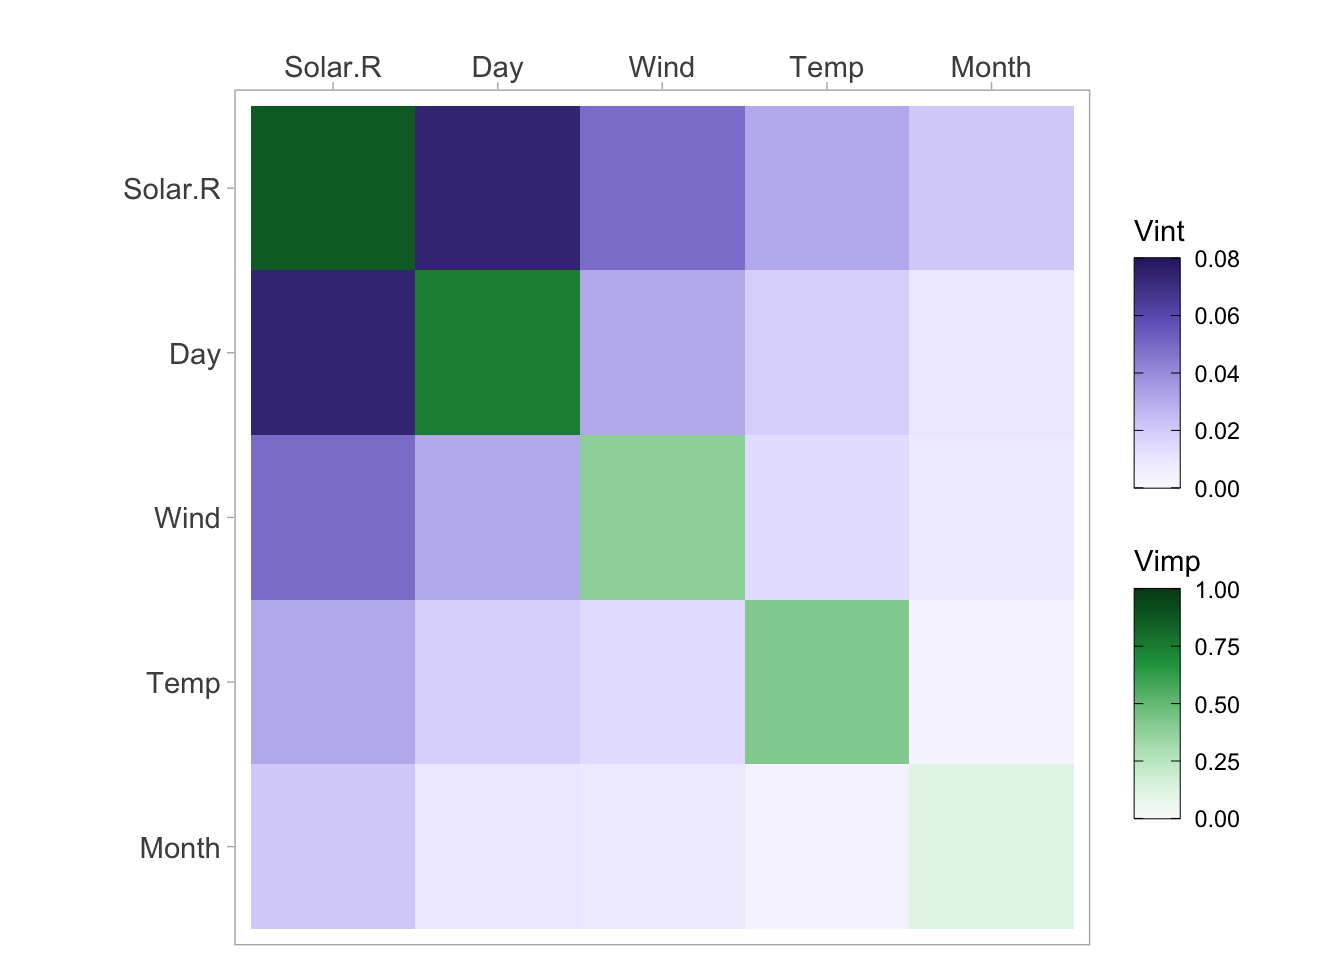 Solar.R Day Wind Temp Month
Solar.R
Day
Wind
Temp
Month
Vint
0.08
0.06
0.04
0.02
0.00
Vimp
1.00
0.75
0.50
0.25
0.00